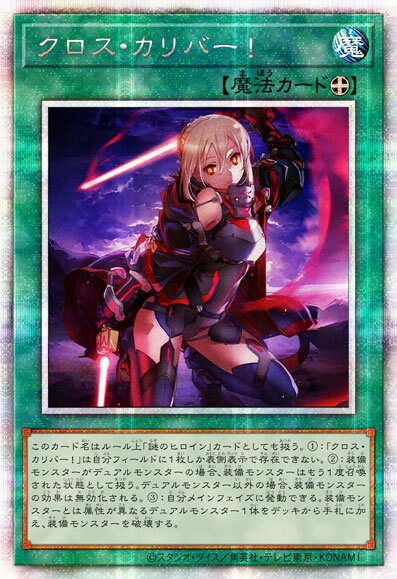 クロス・カリバー！
魔
【魔法カード】
このカード名はルール上「謎のヒロイン」カードとしても扱う。①：「クロス・
カリバー！」は自分フィールドに１枚しか表側表示で存在できない。②：装備
モンスターがデュアルモンスターの場合、装備モンスターはもう１度召喚
された状態として扱う。デュアルモンスター以外の場合、装備モンスター
の効果は無効化される。③：自分メインフェイズに発動できる。装備モン
スターとは属性が異なるデュアルモンスター１体をデッキから手札に加
え、装備モンスターを破壊する。
©スタジオ・ダイス／集英社・テレビ東京・KONAMI